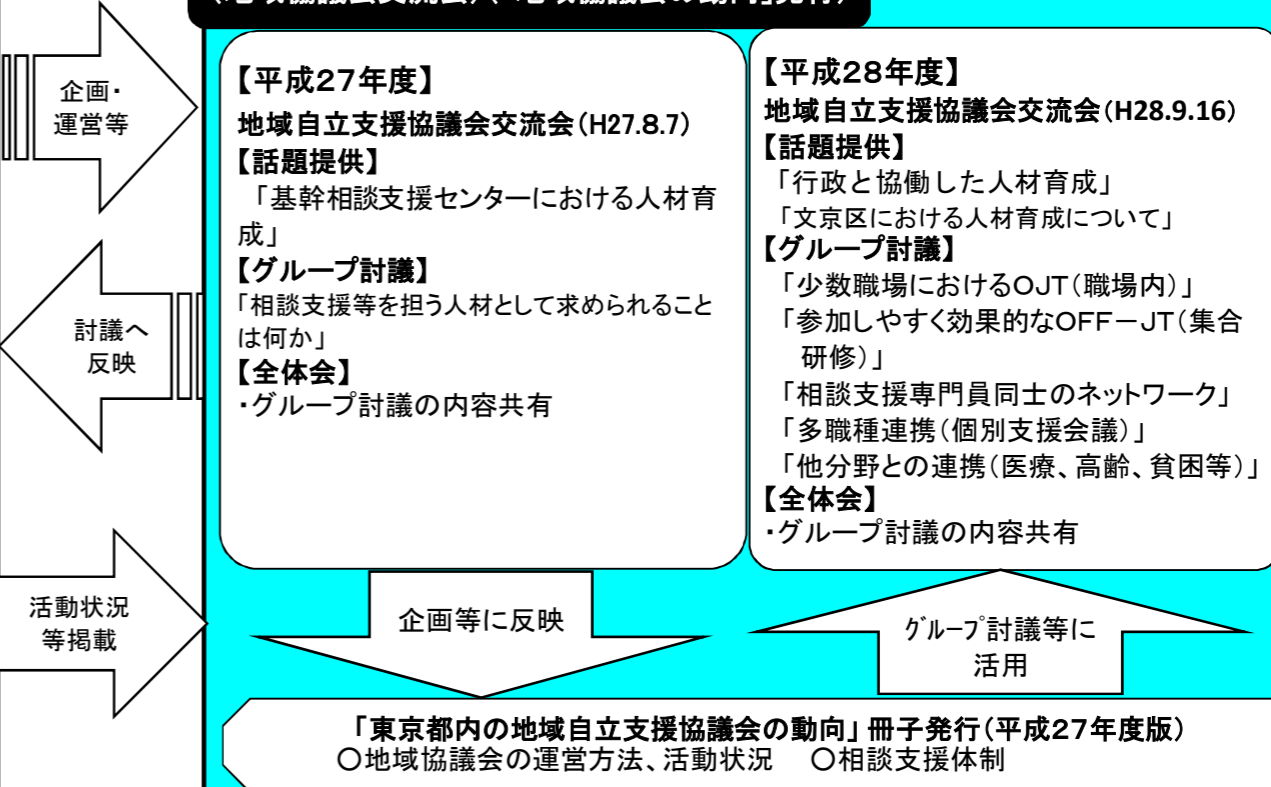 企画・
運営等
討議へ
反映
活動状況
等掲載
【平成27年度】
地域自立支援協議会交流会(H27.8.7)
【話題提供】
「基幹相談支援センターにおける人材育
成」
【グループ討議】
「相談支援等を担う人材として求められること
は何か」
【全体会】
・グループ討議の内容共有
【平成28年度】
地域自立支援協議会交流会(H28.9.16)
【話題提供】
「行政と協働した人材育成」
「文京区における人材育成について」
【グループ討議】
「少数職場におけるOJT(職場内)」
「参加しやすく効果的なOFF-JT(集合
研修)」
「相談支援専門員同士のネットワーク」
「多職種連携(個別支援会議)」
「他分野との連携(医療、高齢、貧困等)」
【全体会】
・グループ討議の内容共有
企画等に反映
グループ討議等に
活用
「東京都内の地域自立支援協議会の動向」冊子発行(平成27年度版)
○地域協議会の運営方法、活動状況　○相談支援体制